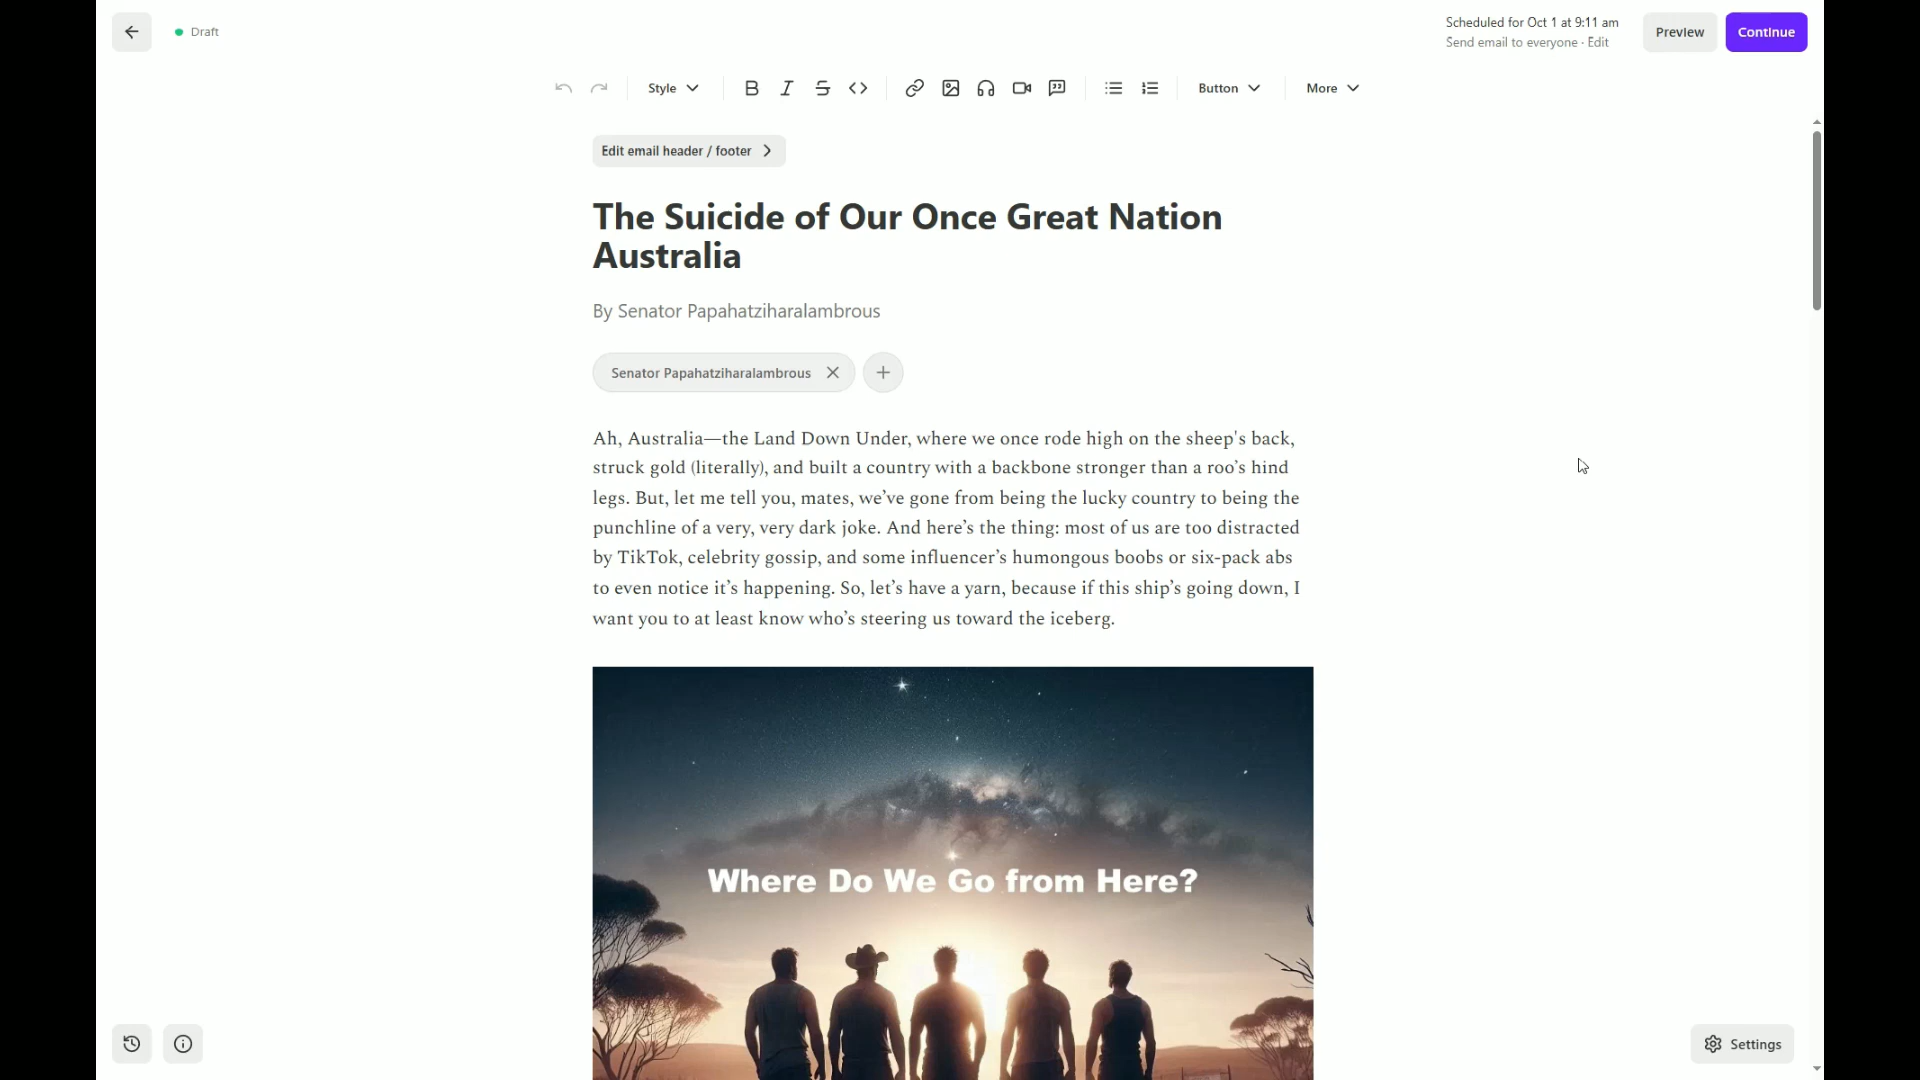 Draft
Scheduled for Oct 1 at 9:11 am
Send email to everyone · Edit
Preview
Continue
Style
Button
More
Edit email header / footer
The Suicide of Our Once Great Nation
Australia
By Senator Papahatziharalambrous
Senator Papahatziharalambrous
Ah, Australia—the Land Down Under, where we once rode high on the sheep's back,
struck gold (literally), and built a country with a backbone stronger than a roo’s hind
legs. But, let me tell you, mates, we’ve gone from being the lucky country to being the
punchline of a very, very dark joke. And here’s the thing: most of us are too distracted
by TikTok, celebrity gossip, and some influencer’s humongous boobs or six-pack abs
to even notice it’s happening. So, let’s have a yarn, because if this ship’s going down, I
want you to at least know who’s steering us toward the iceberg.
Where Do We Go from Here?
Settings